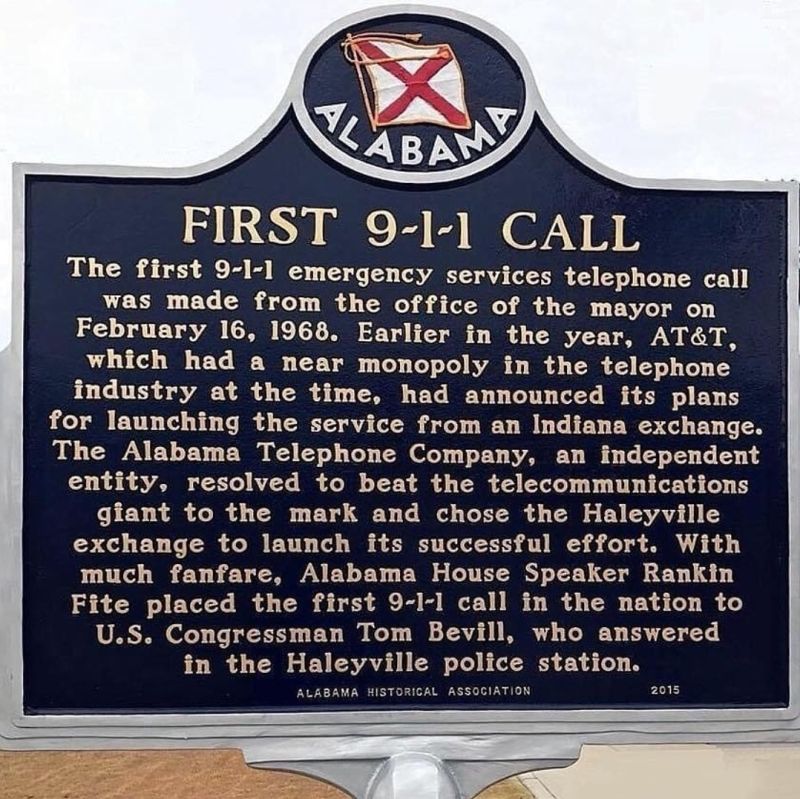 ALABAMA
FIRST 9-1-1 CALL
The first 9-1-1 emergency services telephone call
was made from the office of the mayor on
February 16, 1968. Earlier in the year, AT&T,
which had a near monopoly in the telephone
industry at the time, had announced its plans
for launching the service from an Indiana exchange.
The Alabama Telephone Company, an independent
entity, resolved to beat the telecommunications
giant to the mark and chose the Haleyville
exchange to launch its successful effort. With
much fanfare, Alabama House Speaker Rankin
Fite placed the first 9-1-1 call in the nation to
U.S. Congressman Tom Bevill, who answered
in the Haleyville police station.
ALABAMA HISTORICAL ASSOCIATION 2015